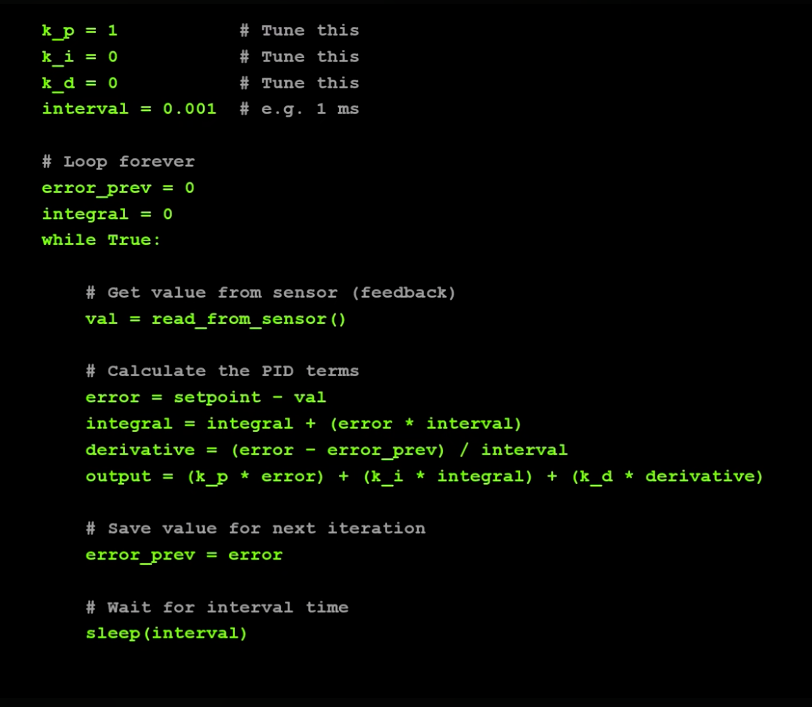 k_p = 1           # Tune this
k_i = 0           # Tune this
k_d = 0           # Tune this
interval = 0.001  # e.g. 1 ms

# Loop forever
error_prev = 0
integral = 0
while True:

    # Get value from sensor (feedback)
    val = read_from_sensor()

    # Calculate the PID terms
    error = setpoint - val
    integral = integral + (error * interval)
    derivative = (error - error_prev) / interval
    output = (k_p * error) + (k_i * integral) + (k_d * derivative)

    # Save value for next iteration
    error_prev = error

    # Wait for interval time
    sleep(interval)